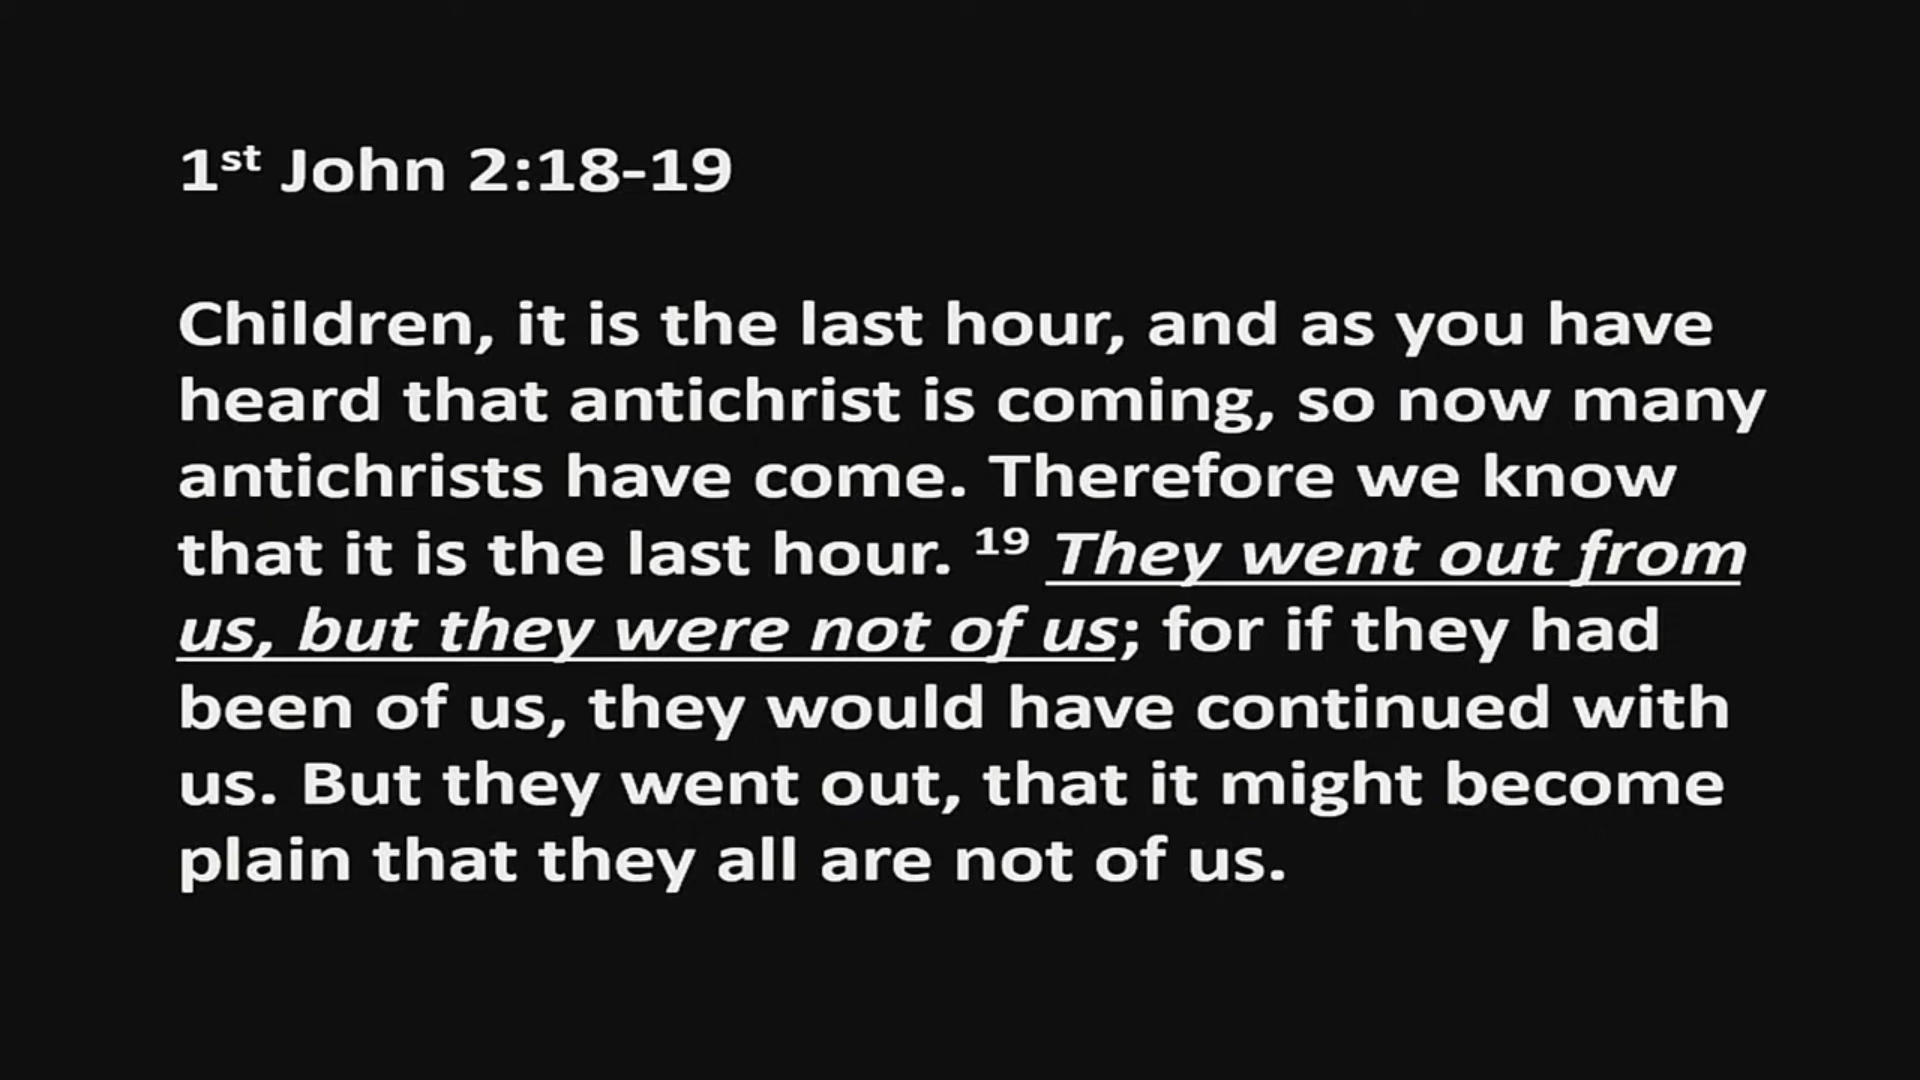 1st John 2:18-19
Children, it is the last hour, and as you have
heard that antichrist is coming, so now many
antichrists have come. Therefore we know
that it is the last hour. 19 They went out from
us, but they were not of us; for if they had
been of us, they would have continued with
us. But they went out, that it might become
plain that they all are not of us.